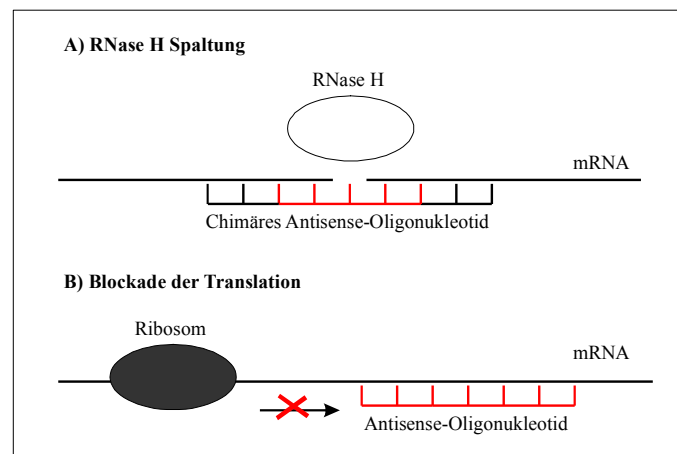 A) RNase H Spaltung
RNase H
mRNA
Chimäres Antisense-Oligonukleotid
B) Blockade der Translation
Ribosom
mRNA
Antisense-Oligonukleotid